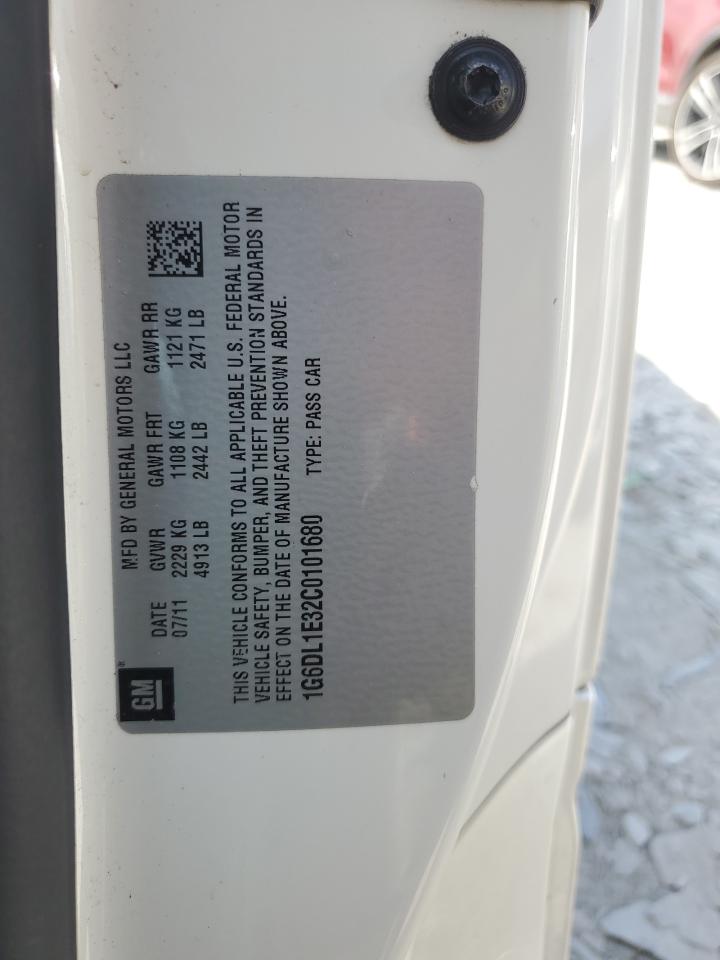 GM
MFD BY GENERAL MOTORS LLC
DATE GVWR GAWR FRT GAWR RR
07/11 2229 KG 1108 KG 1121 KG
4913 LB 2442 LB 2471 LB
THIS VEHICLE CONFORMS TO ALL APPLICABLE U.S. FEDERAL MOTOR
VEHICLE SAFETY, BUMPER, AND THEFT PREVENTION STANDARDS IN
EFFECT ON THE DATE OF MANUFACTURE SHOWN ABOVE.
1G6DL1E32C0101680 TYPE: PASS CAR